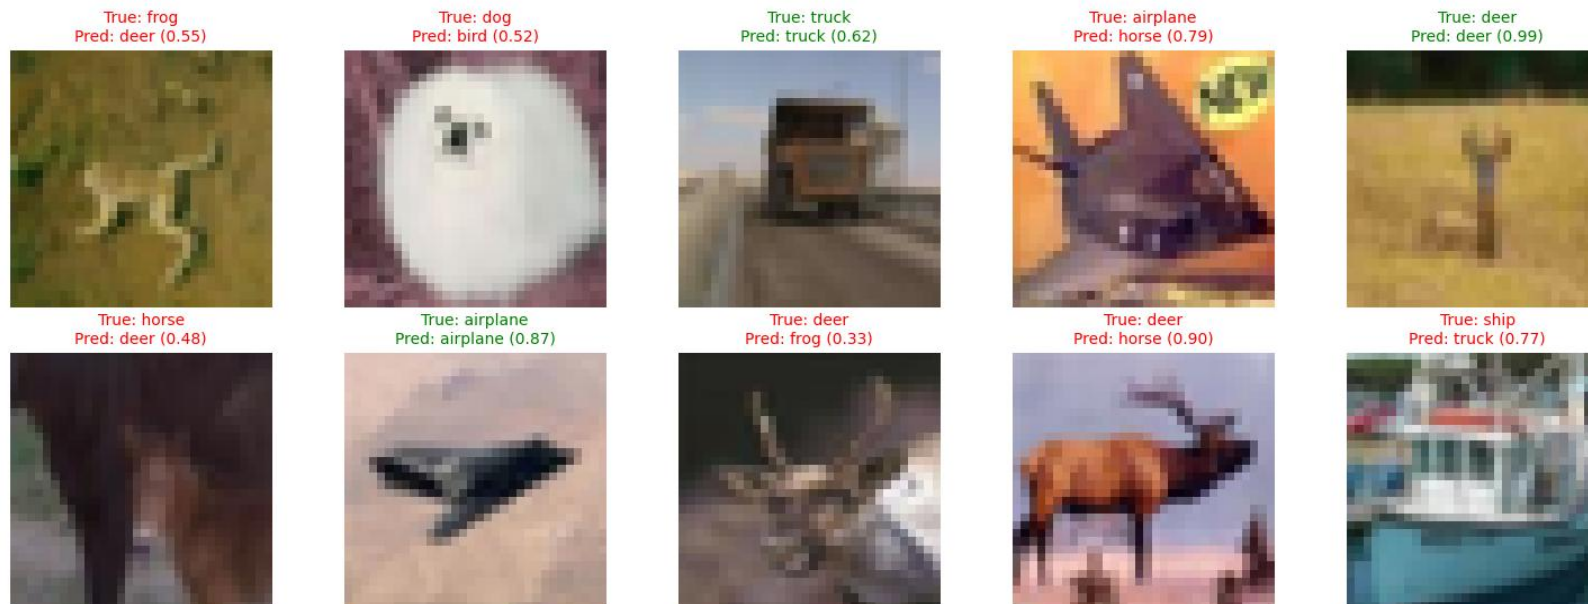 True: frog
Pred: deer (0.55)
True: dog
Pred: bird (0.52)
True: truck
Pred: truck (0.62)
True: airplane
Pred: horse (0.79)
True: deer
Pred: deer (0.99)
NEW
True: horse
Pred: deer (0.48)
True: airplane
Pred: airplane (0.87)
True: deer
Pred: frog (0.33)
True: deer
Pred: horse (0.90)
True: ship
Pred: truck (0.77)